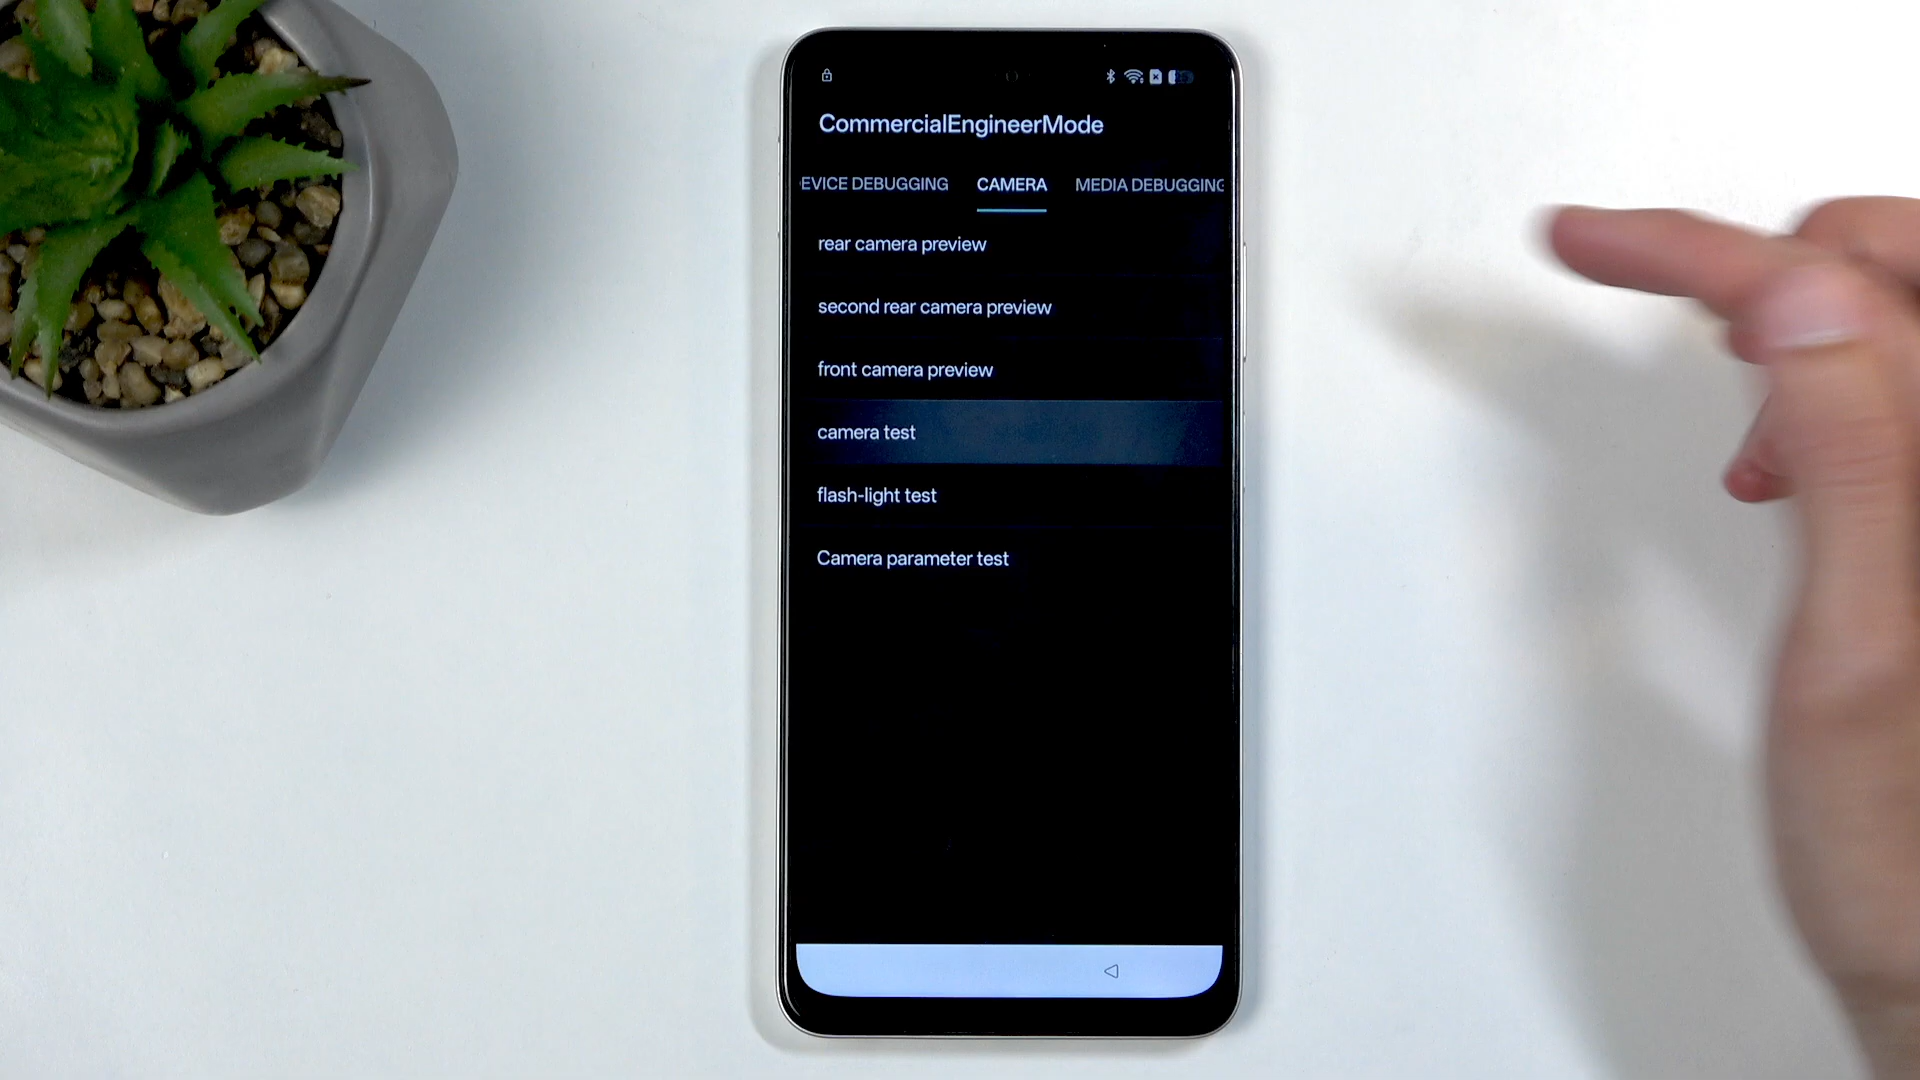 CommercialEngineerMode
EVICE DEBUGGING CAMERA MEDIA DEBUGGING
rear camera preview
second rear camera preview
front camera preview
camera test
flash-light test
Camera parameter test